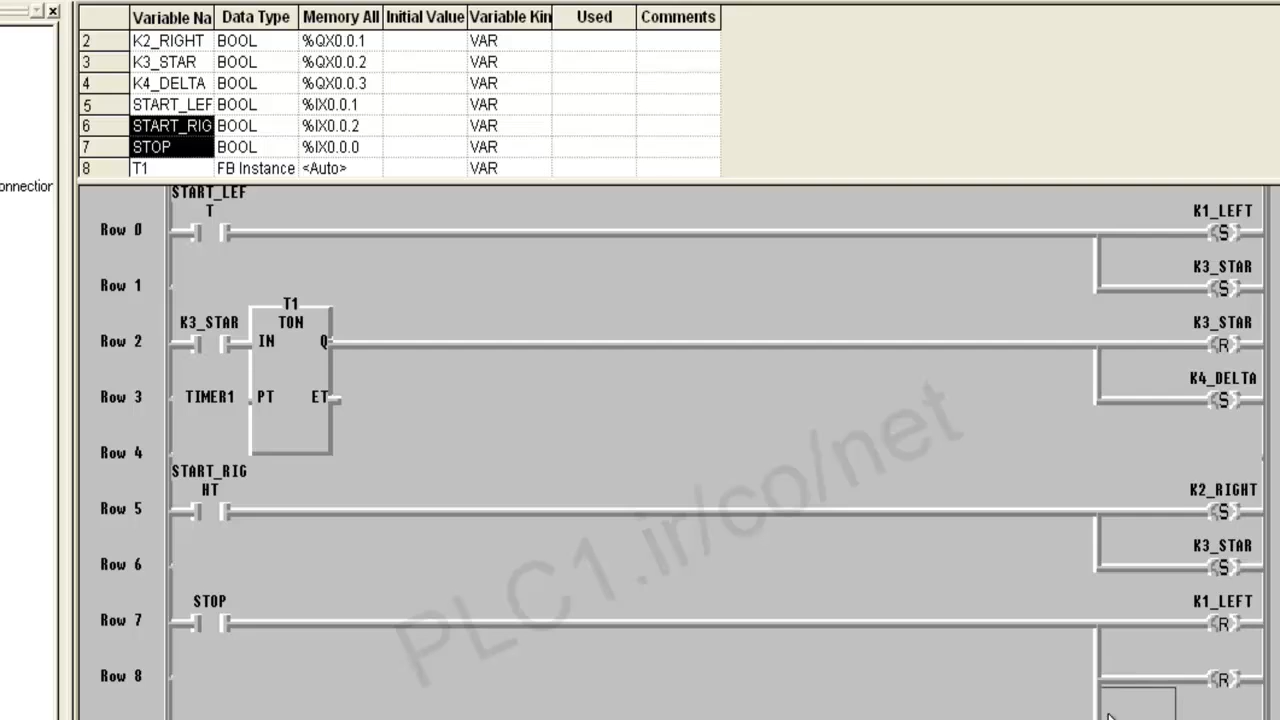 Variable Na Data Type Memory All Initial Value Variable Kin Used Comments
2 K2_RIGHT BOOL %QX0.0.1 VAR
3 K3_STAR BOOL %QX0.0.2 VAR
4 K4_DELTA BOOL %QX0.0.3 VAR
5 START_LEF BOOL %IX0.0.1 VAR
6 START_RIG BOOL %IX0.0.2 VAR
7 STOP BOOL %IX0.0.0 VAR
8 T1 FB Instance <Auto> VAR
onnection
START_LEF
T K1_LEFT
Row 0 S
K3_STAR
Row 1 S
T1
K3_STAR TON K3_STAR
Row 2 IN Q R
K4_DELTA
Row 3 TIMER1 PT ET S
Row 4
START_RIG
HT K2_RIGHT
Row 5 S
K3_STAR
Row 6 S
STOP K1_LEFT
Row 7 R
Row 8 R
PLC1.ir/co/net